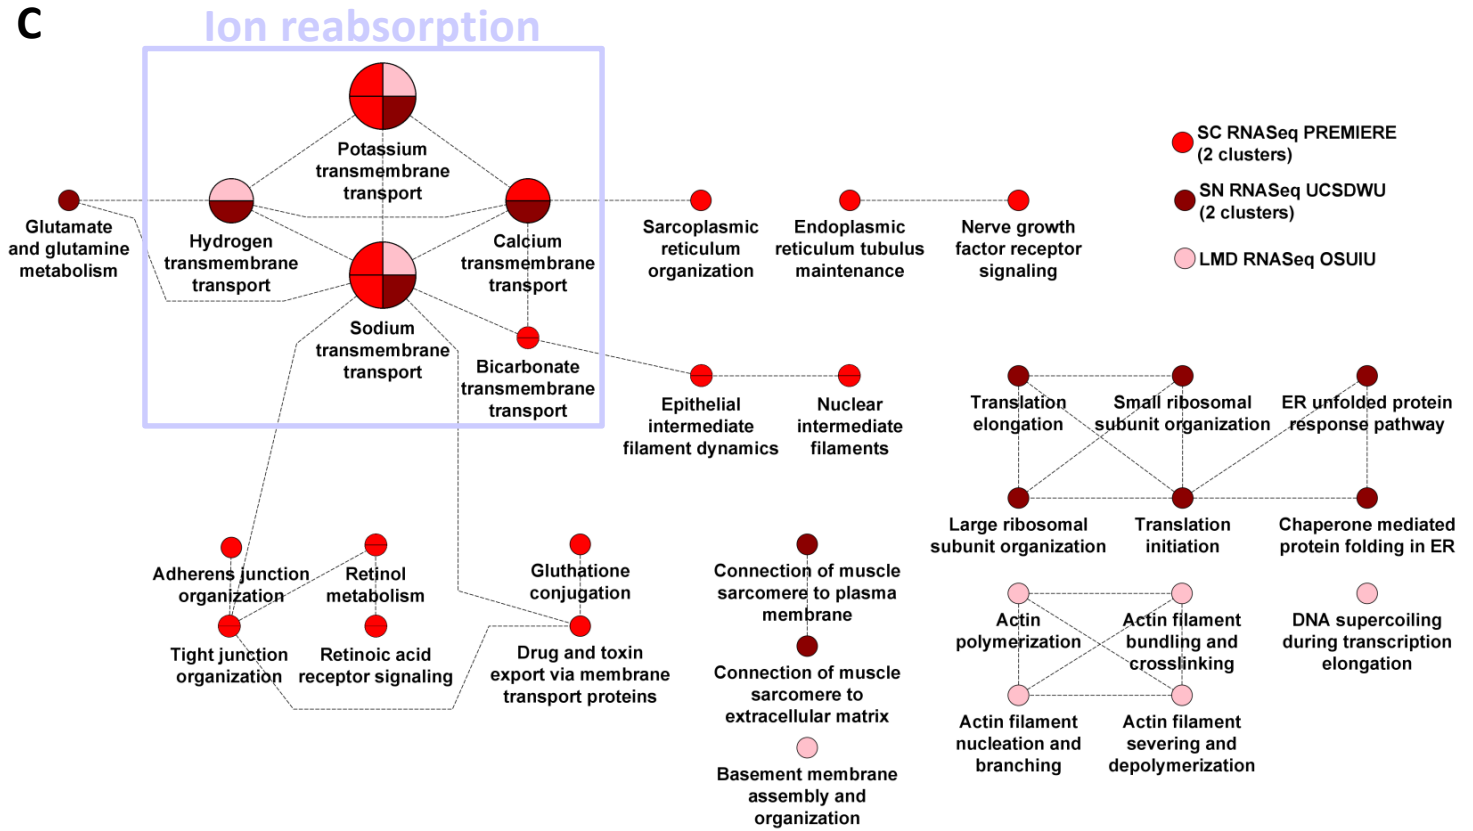 C
Ion reabsorption
Potassium
transmembrane
transport
Glutamate
and glutamine
metabolism
Hydrogen
transmembrane
transport
Calcium
transmembrane
transport
Sodium
transmembrane
transport
Bicarbonate
transmembrane
transport
Sarcoplasmic
reticulum
organization
Endoplasmic
reticulum tubulus
maintenance
Nerve growth
factor receptor
signaling
SC RNASeq PREMIERE
(2 clusters)
SN RNASeq UCSDWU
(2 clusters)
LMD RNASeq OSUIU
Epithelial
intermediate
filament dynamics
Nuclear
intermediate
filaments
Translation
elongation
Small ribosomal
subunit organization
ER unfolded protein
response pathway
Large ribosomal
subunit organization
Translation
initiation
Chaperone mediated
protein folding in ER
Adherens junction
organization
Retinol
metabolism
Gluthatione
conjugation
Tight junction
organization
Retinoic acid
receptor signaling
Drug and toxin
export via membrane
transport proteins
Connection of muscle
sarcomere to plasma
membrane
Connection of muscle
sarcomere to
extracellular matrix
Basement membrane
assembly and
organization
Actin
polymerization
Actin filament
bundling and
crosslinking
DNA supercoiling
during transcription
elongation
Actin filament
nucleation and
branching
Actin filament
severing and
depolymerization